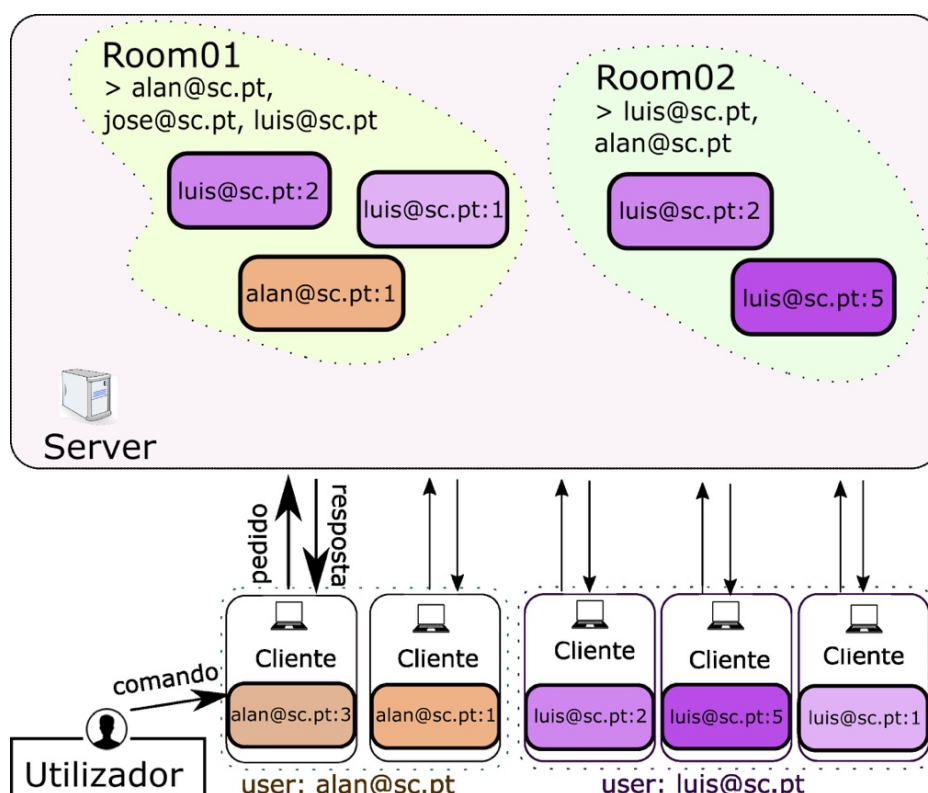 Room01
> alan@sc.pt,
jose@sc.pt, luis@sc.pt
luis@sc.pt:2
luis@sc.pt:1
alan@sc.pt:1
Room02
> luis@sc.pt,
alan@sc.pt
luis@sc.pt:2
luis@sc.pt:5
Server
pedido
resposta
Cliente
Cliente
Cliente
Cliente
Cliente
comando
alan@sc.pt:3
alan@sc.pt:1
luis@sc.pt:2
luis@sc.pt:5
luis@sc.pt:1
Utilizador
user: alan@sc.pt
user: luis@sc.pt